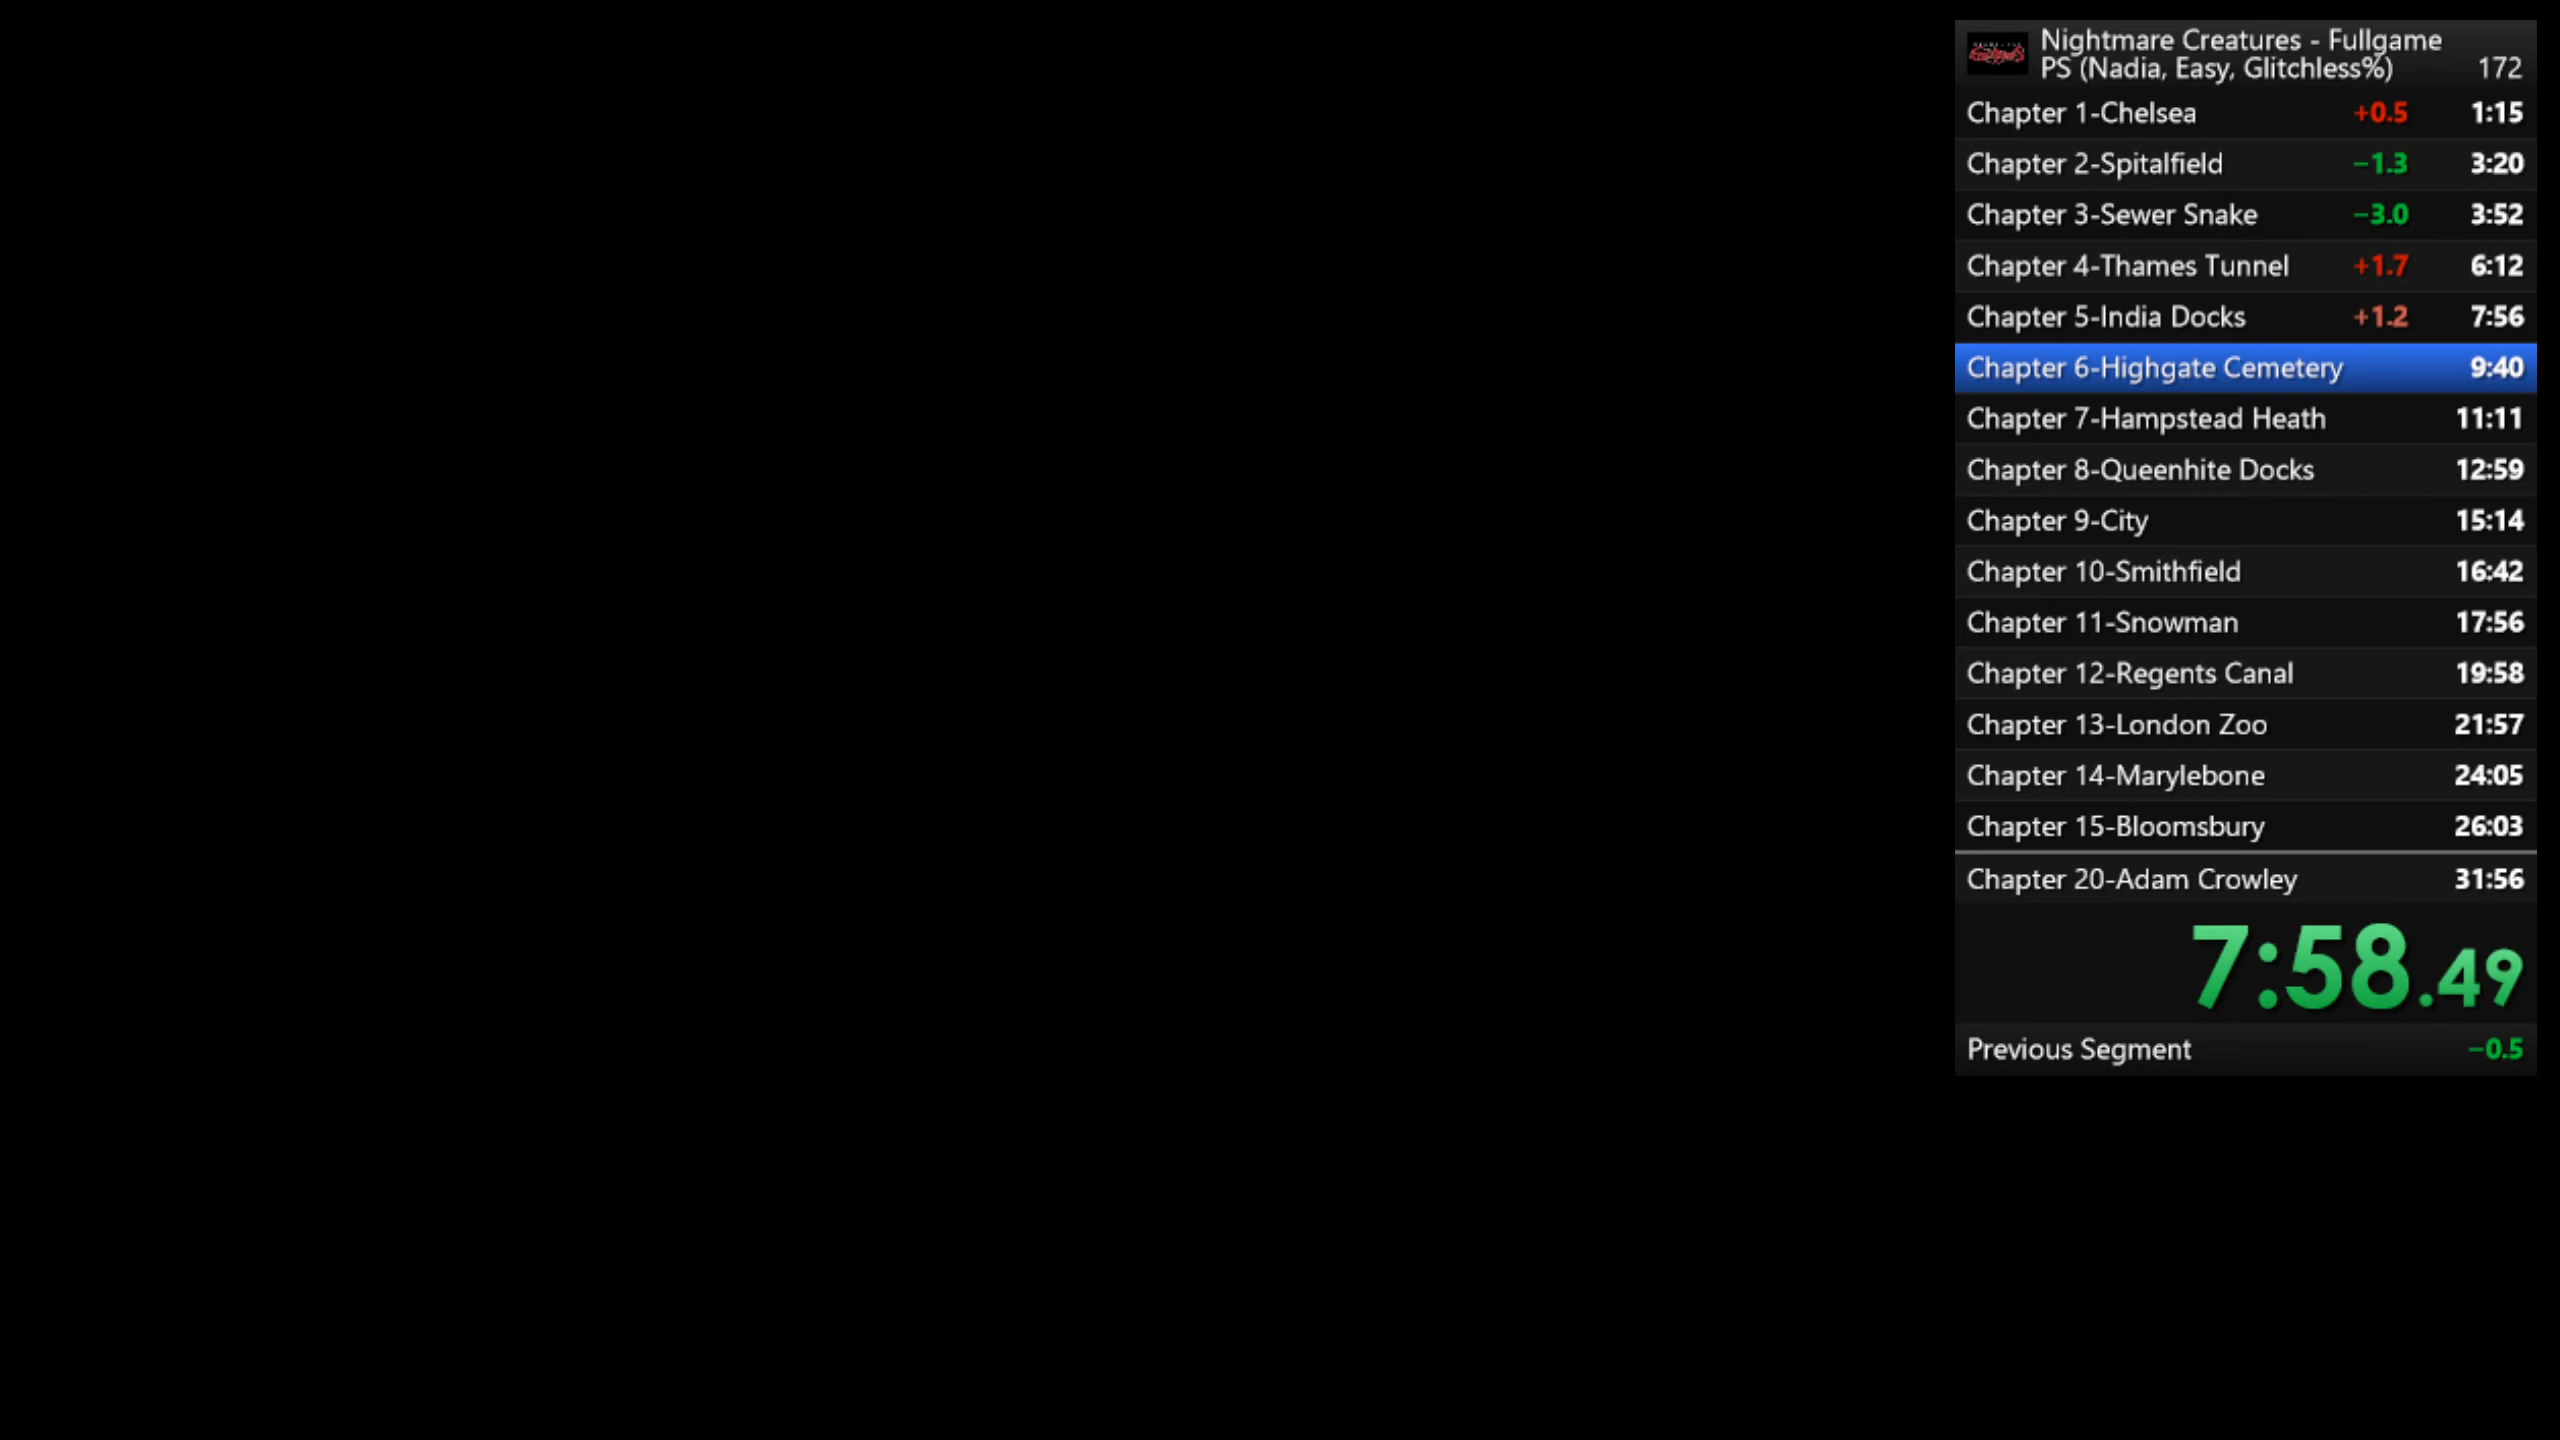 Nightmare Creatures - Fullgame
PS (Nadia, Easy, Glitchless%) 172
Chapter 1-Chelsea +0.5 1:15
Chapter 2-Spitalfield −1.3 3:20
Chapter 3-Sewer Snake −3.0 3:52
Chapter 4-Thames Tunnel +1.7 6:12
Chapter 5-India Docks +1.2 7:56
Chapter 6-Highgate Cemetery 9:40
Chapter 7-Hampstead Heath 11:11
Chapter 8-Queenhite Docks 12:59
Chapter 9-City 15:14
Chapter 10-Smithfield 16:42
Chapter 11-Snowman 17:56
Chapter 12-Regents Canal 19:58
Chapter 13-London Zoo 21:57
Chapter 14-Marylebone 24:05
Chapter 15-Bloomsbury 26:03
Chapter 20-Adam Crowley 31:56
7:58.49
Previous Segment −0.5